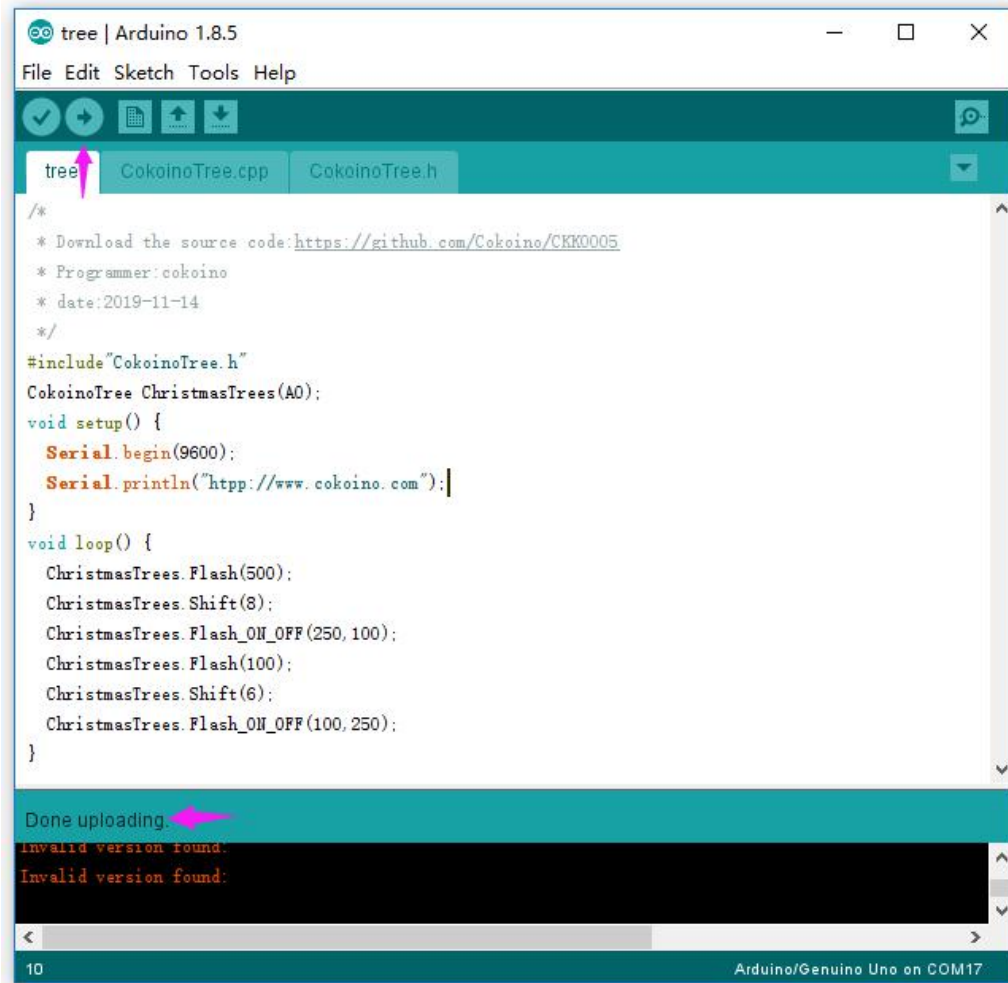 tree | Arduino 1.8.5
File Edit Sketch Tools Help
tree CokoinoTree.cpp CokoinoTree.h
/*
* Download the source code:https://github.com/Cokoino/CKK0005
* Programmer:cokoino
* date:2019-11-14
*/
#include"CokoinoTree.h"
CokoinoTree ChristmasTrees(A0);
void setup() {
Serial.begin(9600);
Serial.println("htpp://www.cokoino.com");
}
void loop() {
ChristmasTrees.Flash(500);
ChristmasTrees.Shift(8);
ChristmasTrees.Flash_ON_OFF(250,100);
ChristmasTrees.Flash(100);
ChristmasTrees.Shift(6);
ChristmasTrees.Flash_ON_OFF(100,250);
}
Done uploading.
Invalid version found:
Invalid version found:
10 Arduino/Genuino Uno on COM17